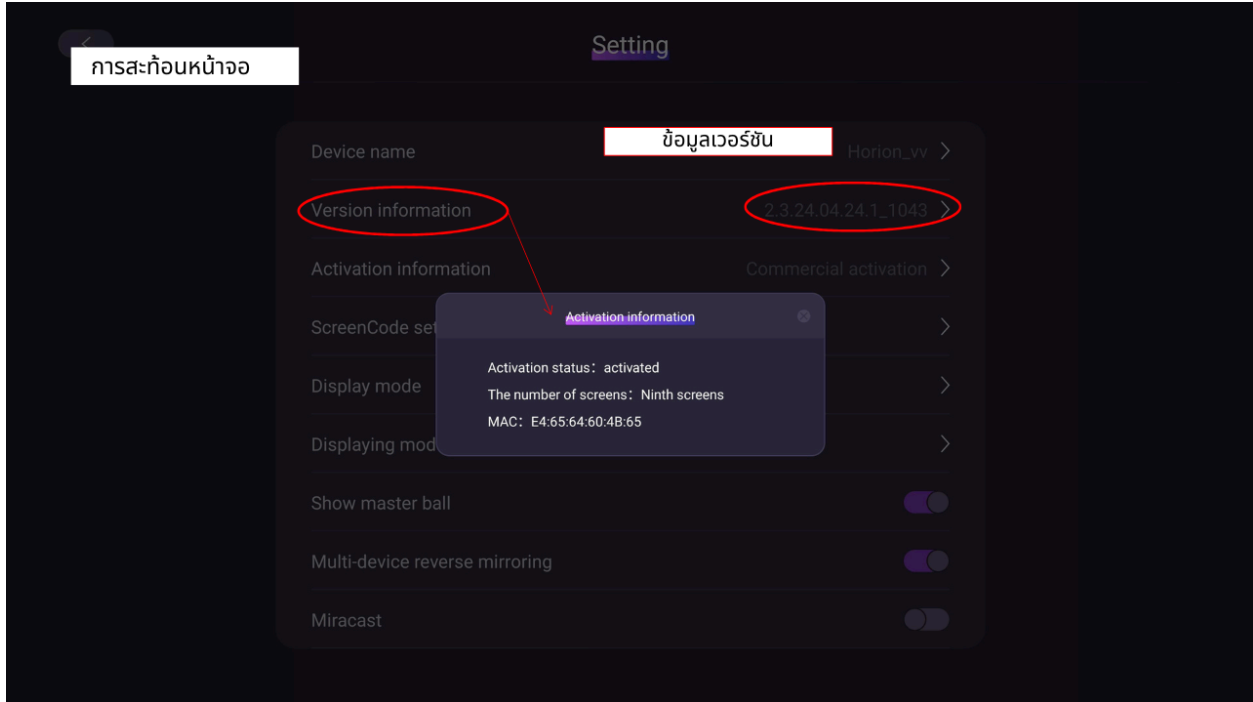 Setting
การสะท้อนหน้าจอ
ข้อมูลเวอร์ชัน
Device name Horion_vv
Version information 2.3.24.04.24.1_1043
Activation information Commercial activation
ScreenCode set
Activation information
Activation status： activated
Display mode
The number of screens： Ninth screens
MAC： E4:65:64:60:4B:65
Displaying mod
Show master ball
Multi-device reverse mirroring
Miracast